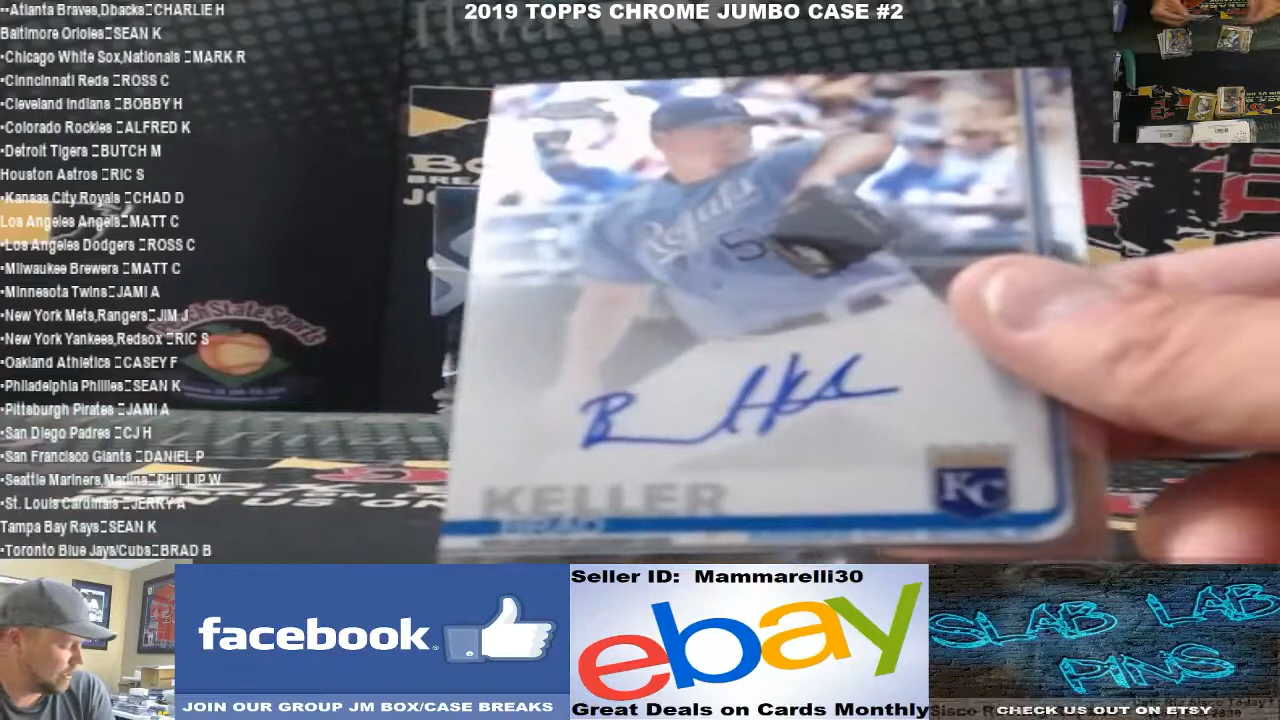 2019 TOPPS CHROME JUMBO CASE #2
••Atlanta Braves,Dbacks CHARLIE H
Baltimore Orioles SEAN K
•Chicago White Sox,Nationals MARK R
•Cinncinnati Reds ROSS C
•Cleveland Indians BOBBY H
•Colorado Rockies ALFRED K
•Detroit Tigers BUTCH M
Houston Astros RIC S
•Kansas City Royals CHAD D
Los Angeles Angels MATT C
•Los Angeles Dodgers ROSS C
•Milwaukee Brewers MATT C
•Minnesota Twins JAMI A
•New York Mets,Rangers JIM J
•New York Yankees,Redsox RIC S
•Oakland Athletics CASEY F
•Philadelphia Phillies SEAN K
•Pittsburgh Pirates JAMI A
•San Diego Padres CJ H
•San Francisco Giants DANIEL P
•Seattle Mariners,Marlins PHILLIP W
•St. Louis Cardinals JERRY A
Tampa Bay Rays SEAN K
•Toronto Blue Jays/Cubs BRAD B
Royals
5
KELLER
BRAD
KC
facebook
JOIN OUR GROUP JM BOX/CASE BREAKS
Seller ID: Mammarelli30
ebay
Great Deals on Cards Monthly
SLAB LAB
PINS
CHECK US OUT ON ETSY